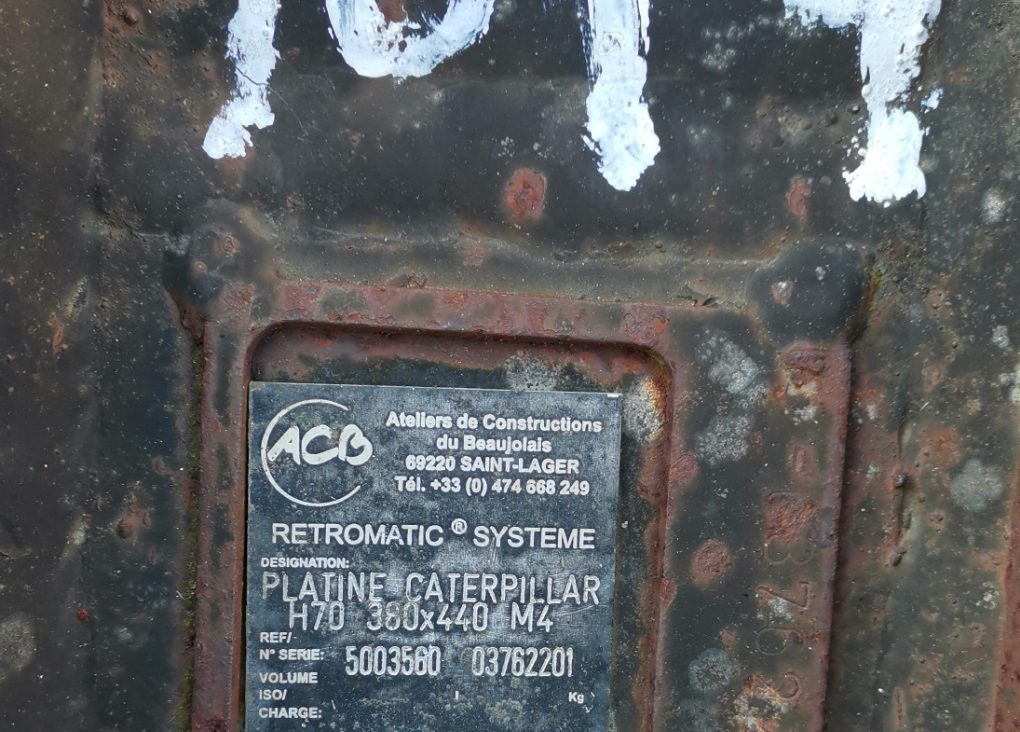 ACB
Ateliers de Constructions
du Beaujolais
69220 SAINT-LAGER
Tél. +33 (0) 474 668 249
RETROMATIC ® SYSTEME
DESIGNATION:
PLATINE CATERPILLAR
H70 380x440 M4
REF/
N° SERIE: 5003560 03762201
VOLUME
ISO/ Kg
CHARGE: